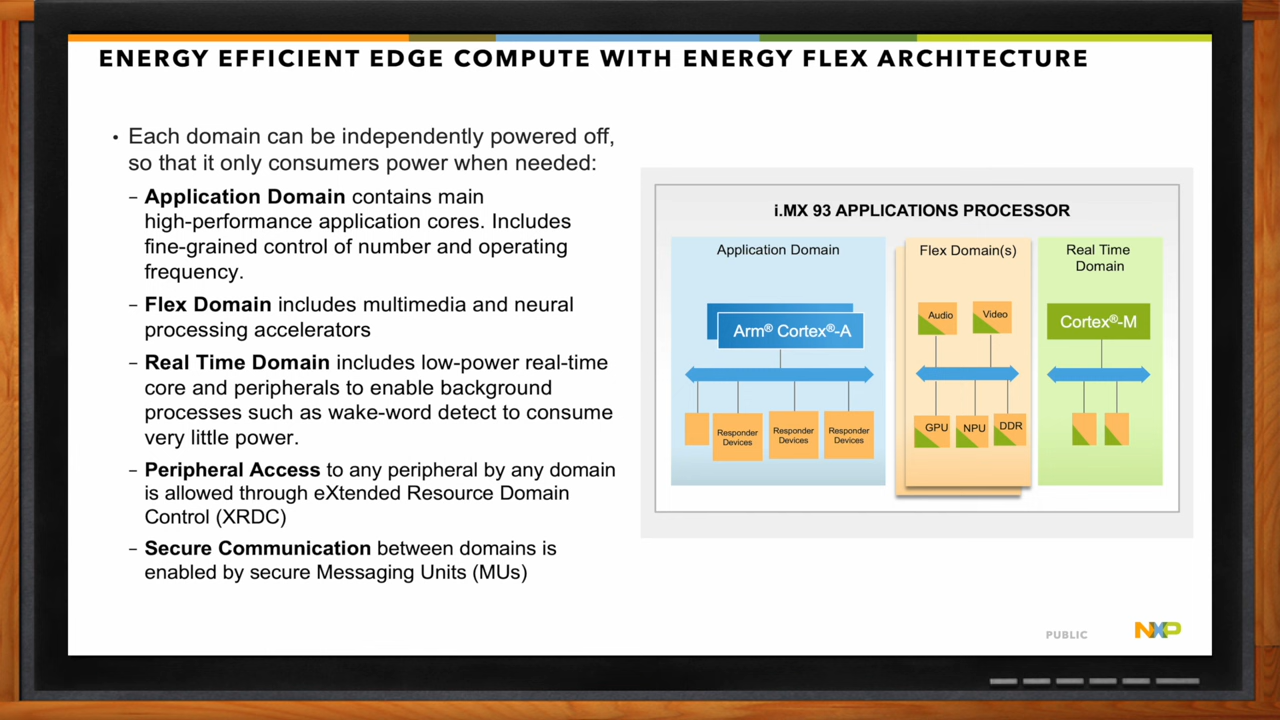 ENERGY EFFICIENT EDGE COMPUTE WITH ENERGY FLEX ARCHITECTURE
• Each domain can be independently powered off,
so that it only consumers power when needed:
– Application Domain contains main
high-performance application cores. Includes
fine-grained control of number and operating
frequency.
– Flex Domain includes multimedia and neural
processing accelerators
– Real Time Domain includes low-power real-time
core and peripherals to enable background
processes such as wake-word detect to consume
very little power.
– Peripheral Access to any peripheral by any domain
is allowed through eXtended Resource Domain
Control (XRDC)
– Secure Communication between domains is
enabled by secure Messaging Units (MUs)
i.MX 93 APPLICATIONS PROCESSOR
Application Domain
Arm® Cortex®-A
Responder
Devices
Responder
Devices
Responder
Devices
Flex Domain(s)
Audio
Video
GPU
NPU
DDR
Real Time
Domain
Cortex®-M
PUBLIC
NXP